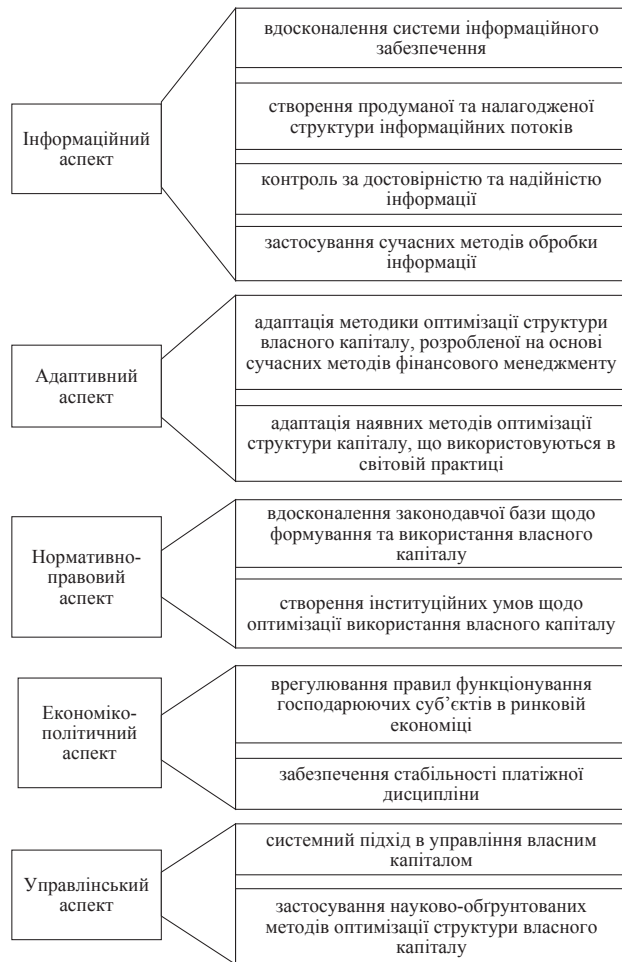 Інформаційний
аспект
вдосконалення системи інформаційного
забезпечення
створення продуманої та налагодженої
структури інформаційних потоків
контроль за достовірністю та надійністю
інформації
застосування сучасних методів обробки
інформації
Адаптивний
аспект
адаптація методики оптимізації структури
власного капіталу, розробленої на основі
сучасних методів фінансового менеджменту
адаптація наявних методів оптимізації
структури капіталу, що використовуються в
світовій практиці
Нормативно-
правовий
аспект
вдосконалення законодавчої бази щодо
формування та використання власного
капіталу
створення інституційних умов щодо
оптимізації використання власного капіталу
Економіко-
політичний
аспект
врегулювання правил функціонування
господарюючих суб’єктів в ринковій
економіці
забезпечення стабільності платіжної
дисципліни
Управлінський
аспект
системний підхід в управління власним
капіталом
застосування науково-обґрунтованих
методів оптимізації структури власного
капіталу